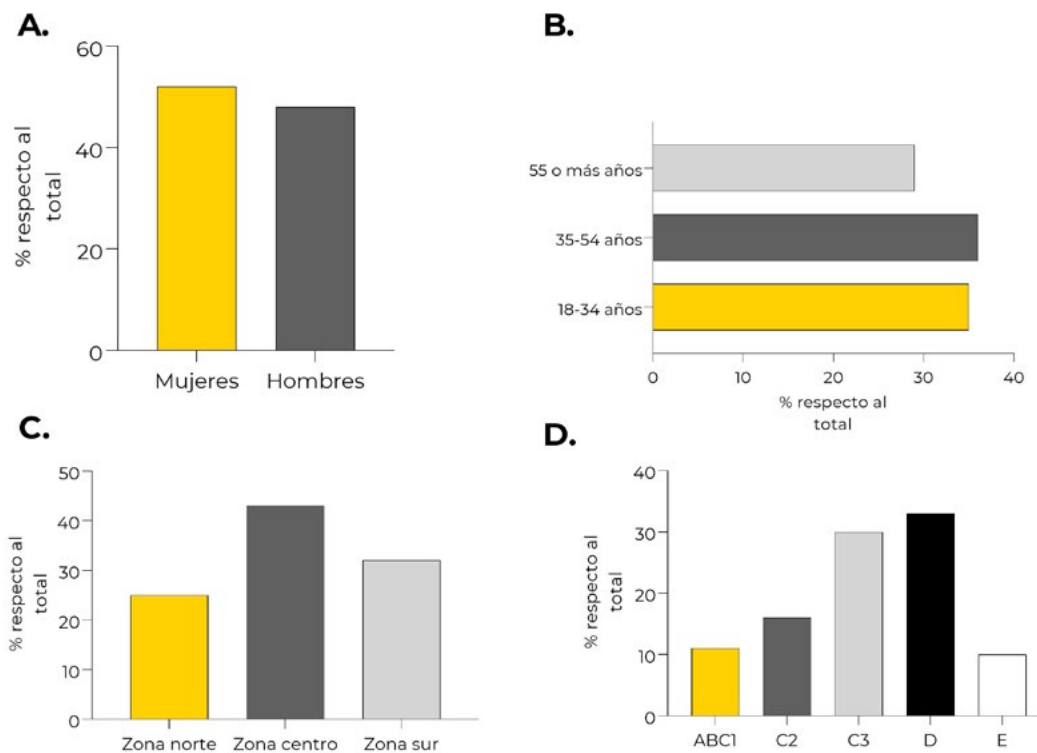 A.
% respecto al
total
60
40
20
0
Mujeres
Hombres
B.
55 o más años
35-54 años
18-34 años
0
10
20
30
40
% respecto al
total
C.
% respecto al
total
50
40
30
20
10
0
Zona norte
Zona centro
Zona sur
D.
% respecto al
total
40
30
20
10
0
ABC1
C2
C3
D
E